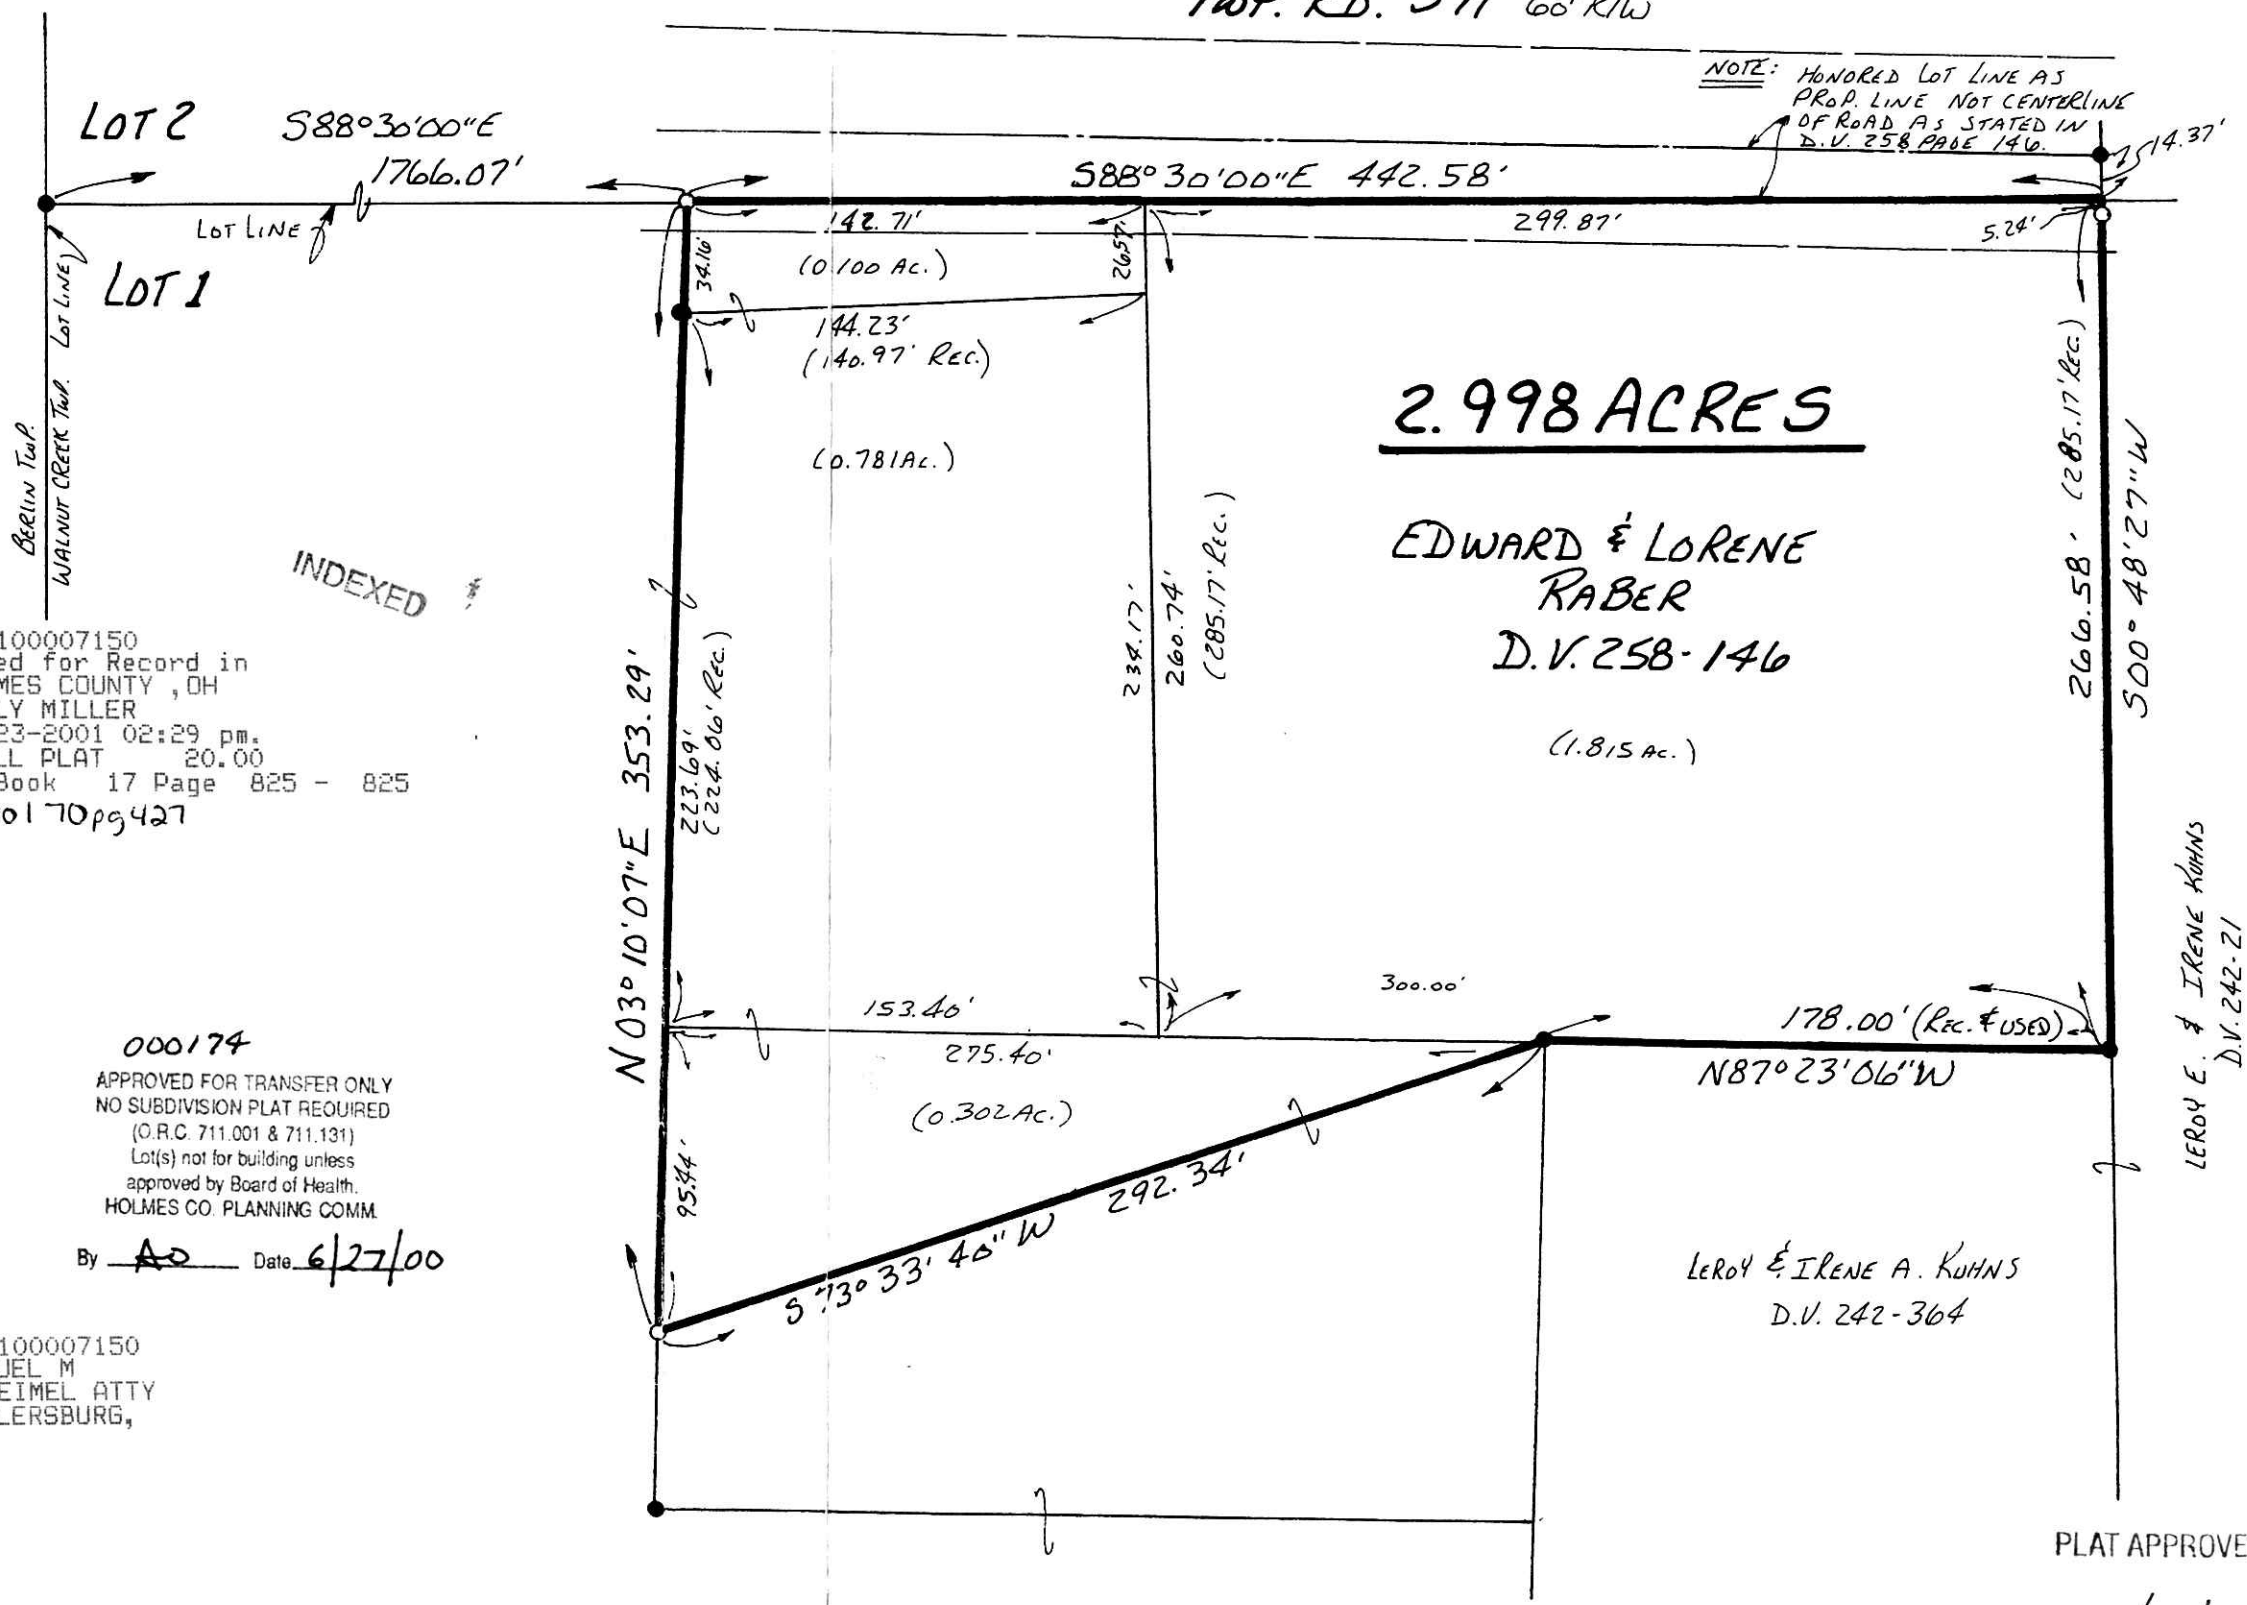 60' R/W
NOTE: HONORED LOT LINE AS
PROP. LINE NOT CENTERLINE
OF ROAD AS STATED IN
D.V. 258 PAGE 146.
14.37'
LOT 2
S88°30'00"E
1766.07'
S88°30'00"E 442.58'
LOT LINE
142.71'
299.87'
5.24'
LOT 1
34.16'
(0.100 AC.)
26.57'
144.23'
(140.97' REC.)
BERLIN TWP.
WALNUT CREEK TWP. LOT LINE
2.998 ACRES
(0.781 AC.)
EDWARD & LORENE
RABER
D.V. 258-146
(1.815 AC.)
234.17'
260.74'
(285.17' REC.)
266.58' (285.17' REC.)
S00°48'27"W
INDEXED
100007150
ed for Record in
MES COUNTY ,OH
LY MILLER
23-2001 02:29 pm.
LL PLAT 20.00
Book 17 Page 825 - 825
ol 70pg427
N03°10'07"E 353.29'
223.69'
(224.06' REC.)
LEROY E. & IRENE KUHNS
D.V. 242-21
153.40'
300.00'
178.00' (REC. & USED)
275.40'
N87°23'06"W
(0.302 AC.)
95.44'
S73°33'40"W 292.34'
000174
APPROVED FOR TRANSFER ONLY
NO SUBDIVISION PLAT REQUIRED
(O.R.C. 711.001 & 711.131)
Lot(s) not for building unless
approved by Board of Health.
HOLMES CO. PLANNING COMM.
By AO Date 6/27/00
LEROY & IRENE A. KUHNS
D.V. 242-364
100007150
UEL M
EIMEL ATTY
LERSBURG,
PLAT APPROVE